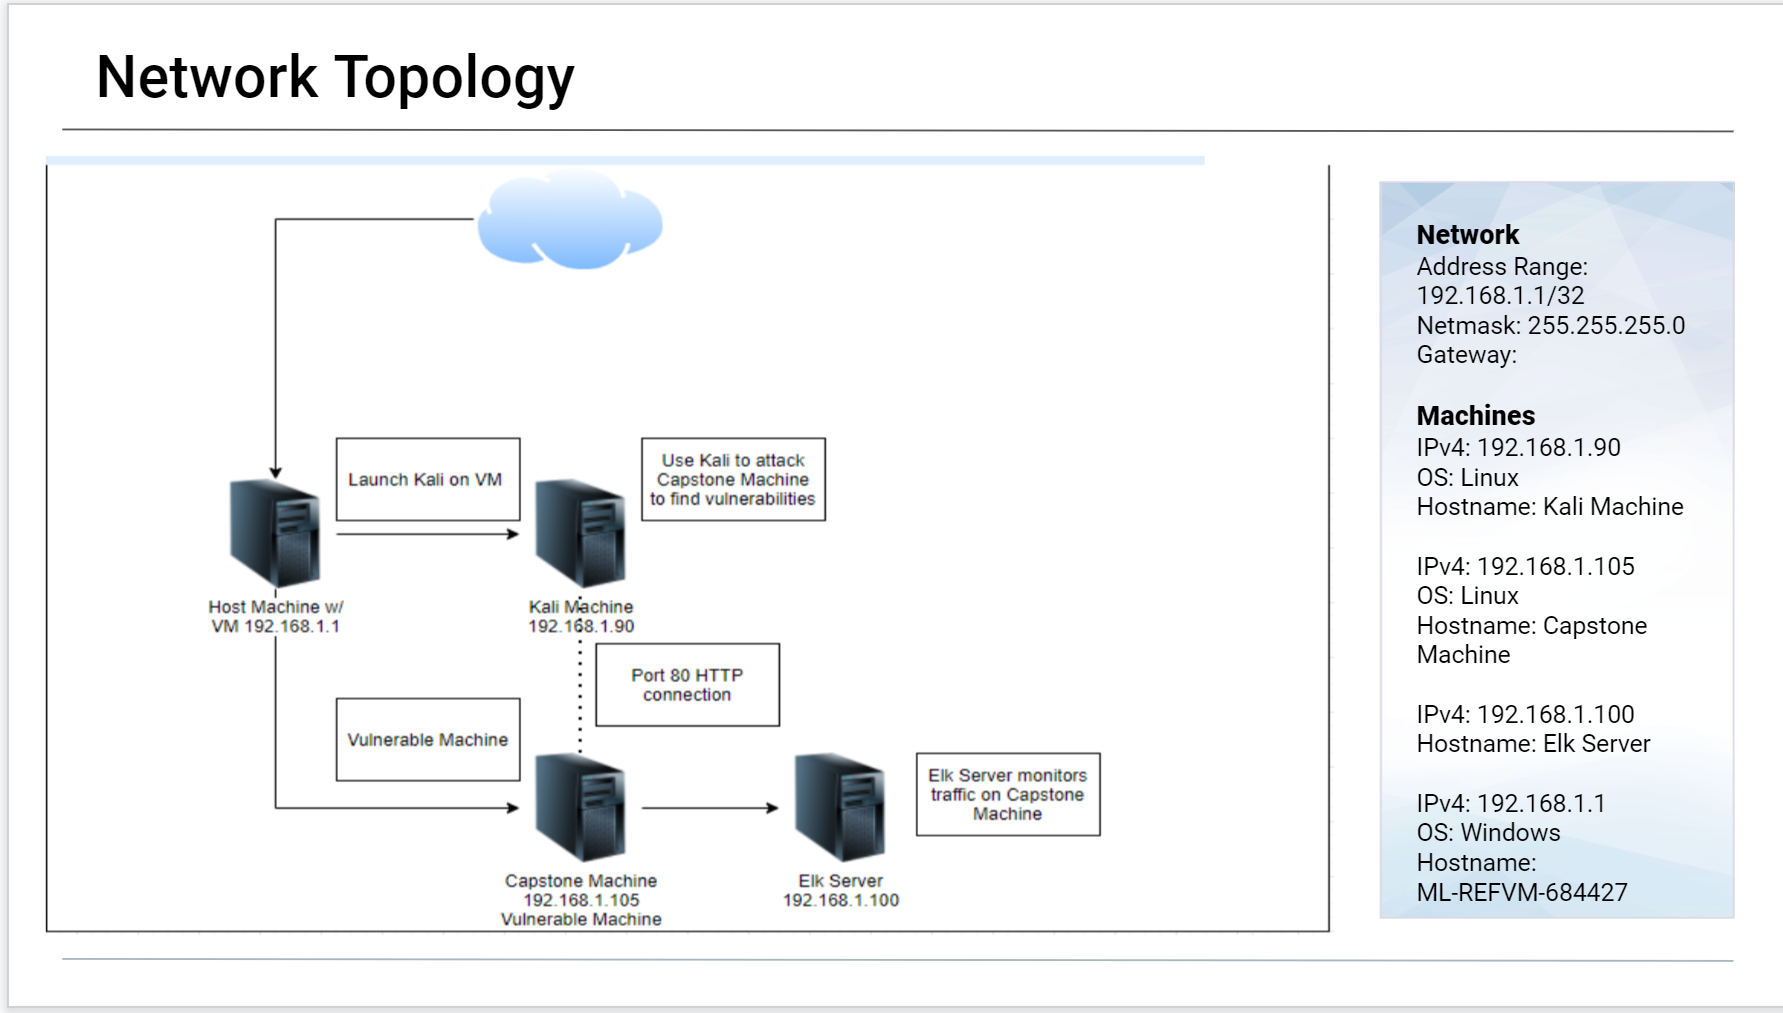 Network Topology
Launch Kali on VM
Use Kali to attack
Capstone Machine
to find vulnerabilities
Host Machine w/
VM 192.168.1.1
Kali Machine
192.168.1.90
Port 80 HTTP
connection
Vulnerable Machine
Elk Server monitors
traffic on Capstone
Machine
Capstone Machine
192.168.1.105
Vulnerable Machine
Elk Server
192.168.1.100
Network
Address Range:
192.168.1.1/32
Netmask: 255.255.255.0
Gateway:
Machines
IPv4: 192.168.1.90
OS: Linux
Hostname: Kali Machine
IPv4: 192.168.1.105
OS: Linux
Hostname: Capstone
Machine
IPv4: 192.168.1.100
Hostname: Elk Server
IPv4: 192.168.1.1
OS: Windows
Hostname:
ML-REFVM-684427